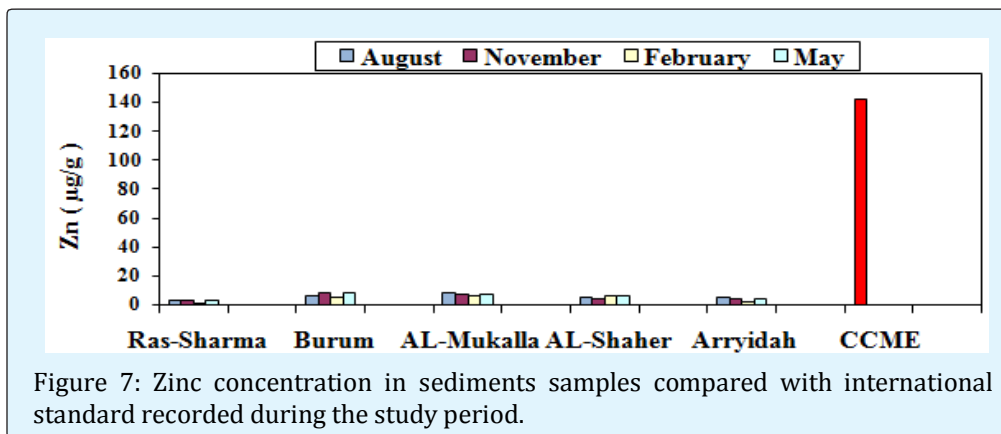 August November February May
160
140
120
100
80
60
40
20
0
Zn ( µg/g )
Ras-Sharma Burum AL-Mukalla AL-Shaher Arryidah CCME
Figure 7: Zinc concentration in sediments samples compared with international
standard recorded during the study period.